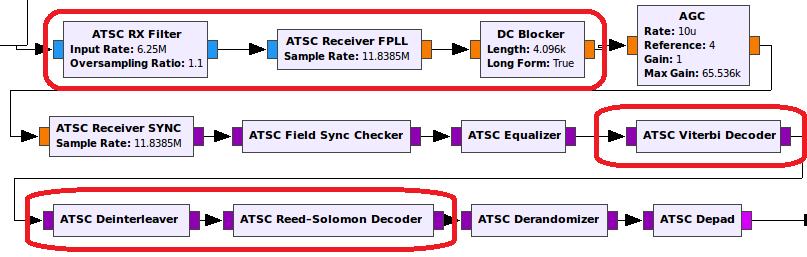 ATSC RX Filter
Input Rate: 6.25M
Oversampling Ratio: 1.1
ATSC Receiver FPLL
Sample Rate: 11.8385M
DC Blocker
Length: 4.096k
Long Form: True
AGC
Rate: 10u
Reference: 4
Gain: 1
Max Gain: 65.536k
ATSC Receiver SYNC
Sample Rate: 11.8385M
ATSC Field Sync Checker
ATSC Equalizer
ATSC Viterbi Decoder
ATSC Deinterleaver
ATSC Reed-Solomon Decoder
ATSC Derandomizer
ATSC Depad